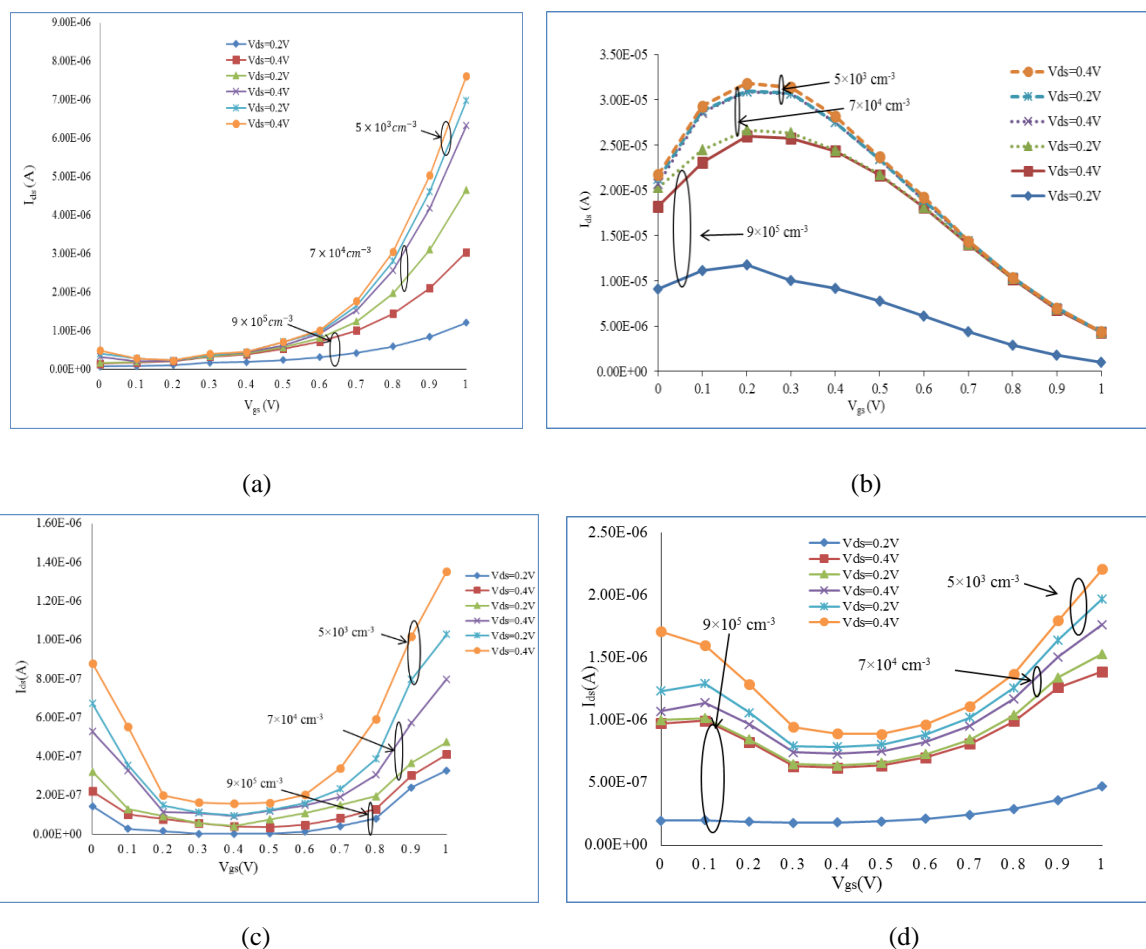 9.00E-06
8.00E-06
7.00E-06
6.00E-06
5.00E-06
4.00E-06
3.00E-06
2.00E-06
1.00E-06
0.00E+00
I_ds (A)
Vds=0.2V
Vds=0.4V
Vds=0.2V
Vds=0.4V
Vds=0.2V
Vds=0.4V
5 × 10³cm⁻³
7 × 10⁴cm⁻³
9 × 10⁵cm⁻³
0 0.1 0.2 0.3 0.4 0.5 0.6 0.7 0.8 0.9 1
V_gs (V)
(a)
3.50E-05
3.00E-05
2.50E-05
2.00E-05
1.50E-05
1.00E-05
5.00E-06
0.00E+00
I_ds (A)
5×10³ cm⁻³
7×10⁴ cm⁻³
9×10⁵ cm⁻³
Vds=0.4V
Vds=0.2V
Vds=0.4V
Vds=0.2V
Vds=0.4V
Vds=0.2V
0 0.1 0.2 0.3 0.4 0.5 0.6 0.7 0.8 0.9 1
V_gs (V)
(b)
1.60E-06
1.40E-06
1.20E-06
1.00E-06
8.00E-07
6.00E-07
4.00E-07
2.00E-07
0.00E+00
I_ds(A)
Vds=0.2V
Vds=0.4V
Vds=0.2V
Vds=0.4V
Vds=0.2V
Vds=0.4V
5×10³ cm⁻³
7×10⁴ cm⁻³
9×10⁵ cm⁻³
0 0.1 0.2 0.3 0.4 0.5 0.6 0.7 0.8 0.9 1
V_gs(V)
(c)
2.50E-06
2.00E-06
1.50E-06
1.00E-06
5.00E-07
0.00E+00
I_ds(A)
Vds=0.2V
Vds=0.4V
Vds=0.2V
Vds=0.4V
Vds=0.2V
Vds=0.4V
5×10³ cm⁻³
9×10⁵ cm⁻³
7×10⁴ cm⁻³
0 0.1 0.2 0.3 0.4 0.5 0.6 0.7 0.8 0.9 1
V_gs(V)
(d)